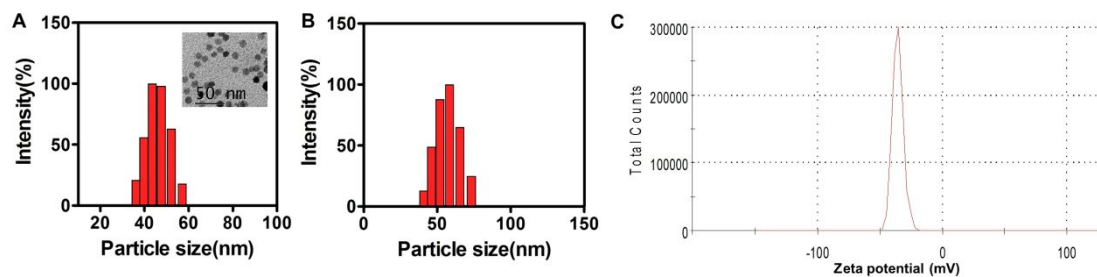 A
Intensity(%)
150
100
50
0
50 nm
20
40
60
80
100
Particle size(nm)
B
Intensity(%)
150
100
50
0
0
50
100
150
Particle size(nm)
C
Total Counts
300000
200000
100000
0
-100
0
100
Zeta potential (mV)